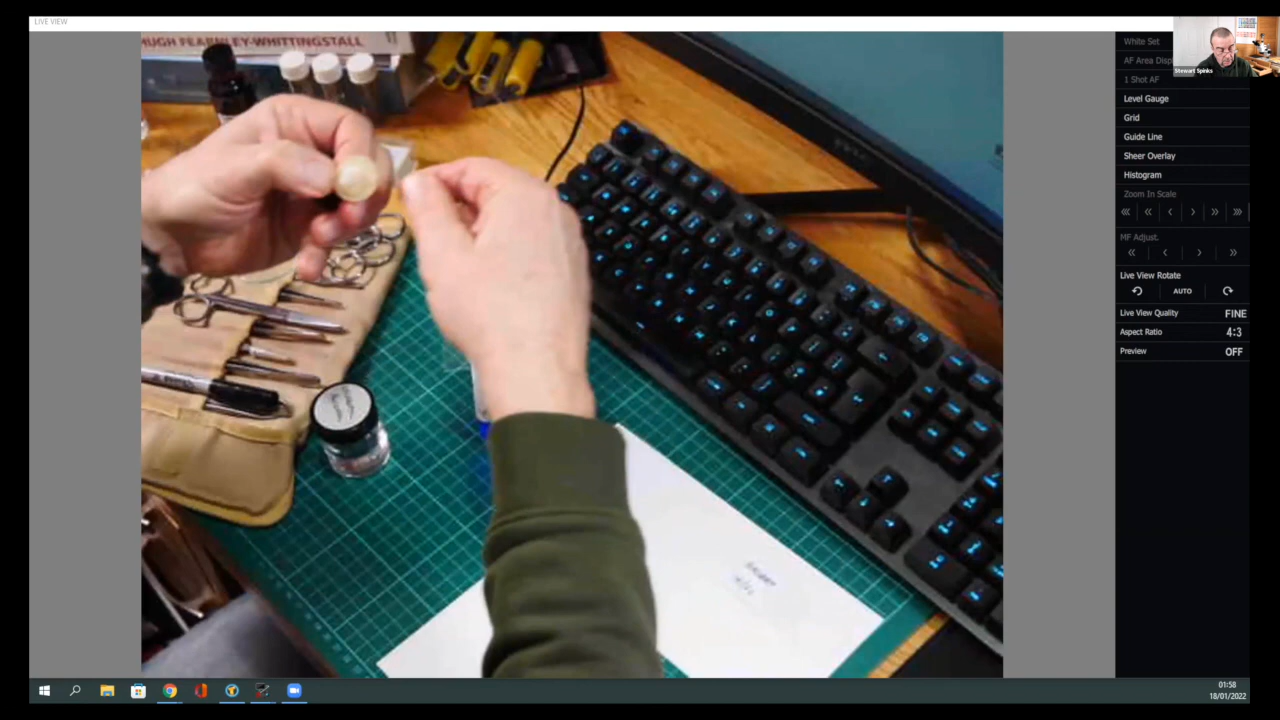 LIVE VIEW
HUGH FEARNLEY-WHITTINGSTALL
Stewart Spinks
White Set
AF Area Disp
1 Shot AF
Level Gauge
Grid
Guide Line
Sheer Overlay
Histogram
Zoom In Scale
MF Adjust.
Live View Rotate
AUTO
Live View Quality FINE
Aspect Ratio 4:3
Preview OFF
01:58
18/01/2022